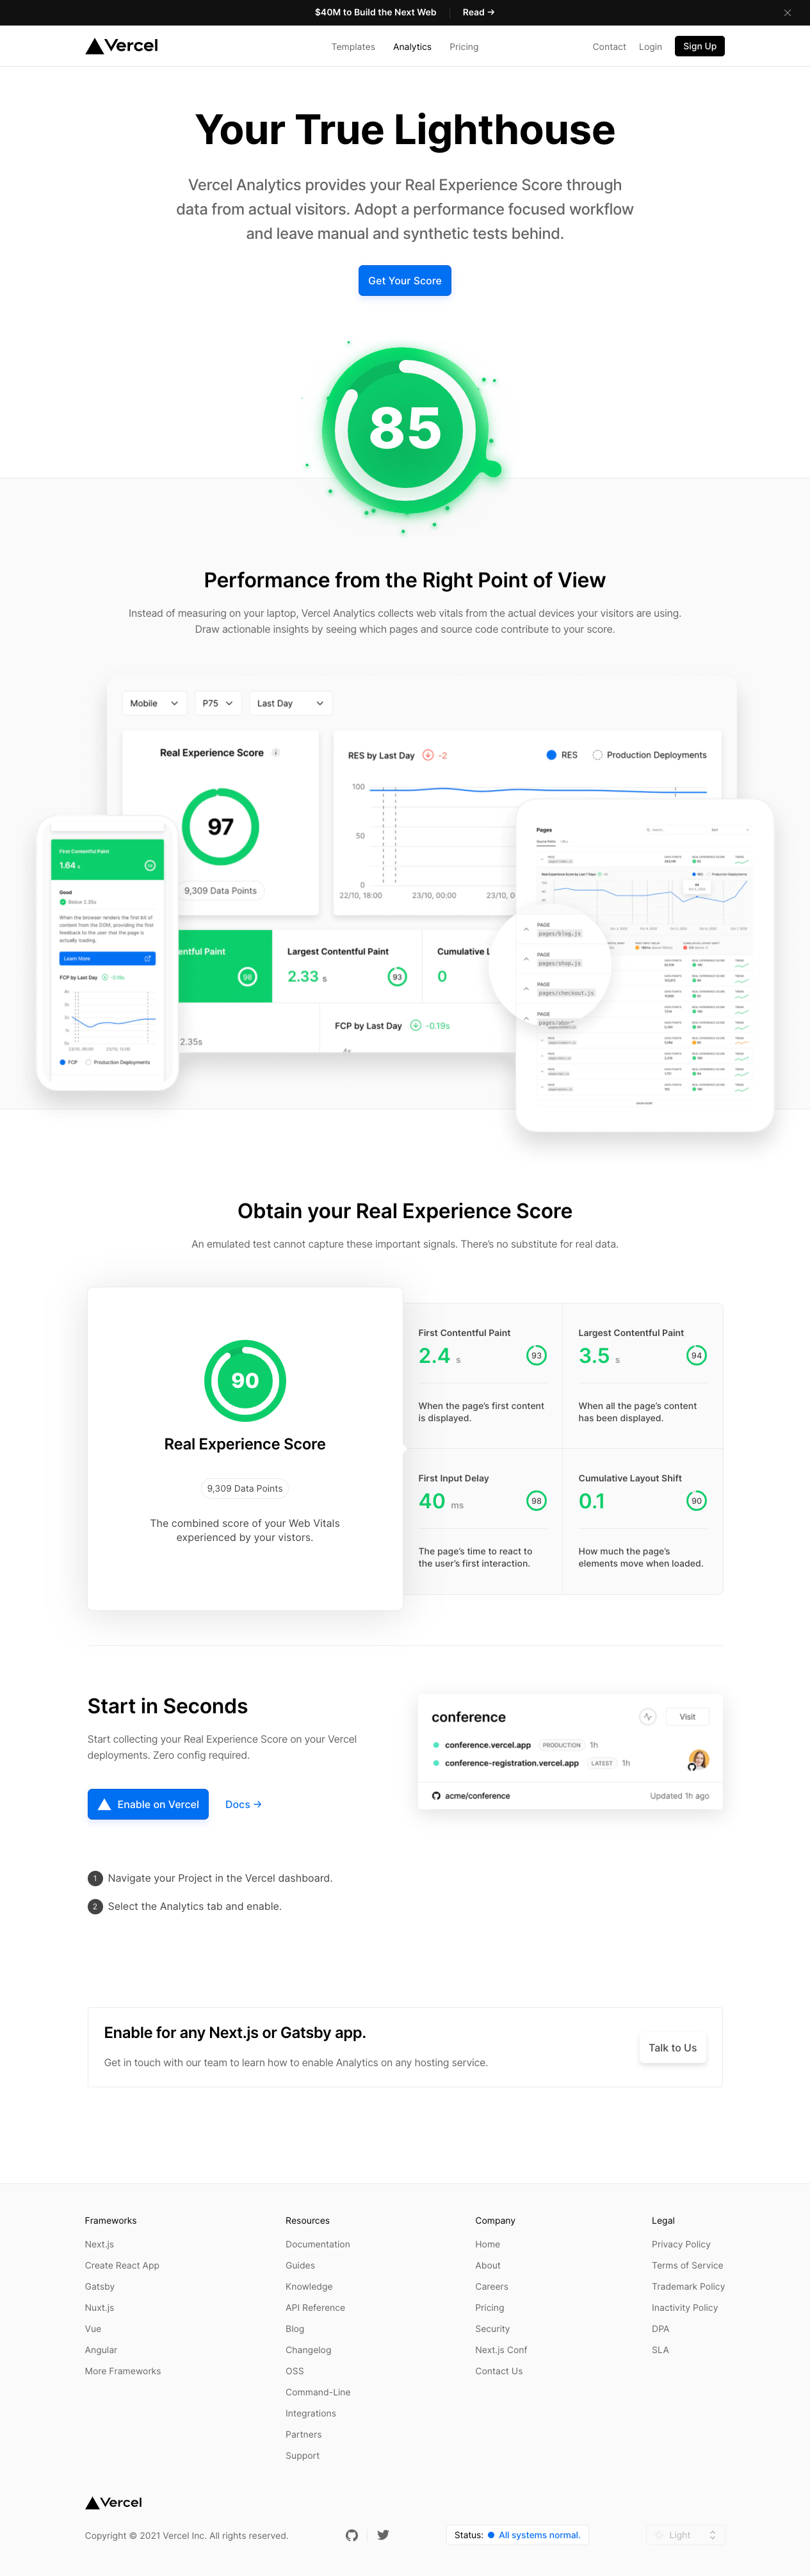 $40M to Build the Next Web
Read →
Vercel
Templates
Analytics
Pricing
Contact
Login
Sign Up
Your True Lighthouse
Vercel Analytics provides your Real Experience Score through
data from actual visitors. Adopt a performance focused workflow
and leave manual and synthetic tests behind.
Get Your Score
85
Performance from the Right Point of View
Instead of measuring on your laptop, Vercel Analytics collects web vitals from the actual devices your visitors are using.
Draw actionable insights by seeing which pages and source code contribute to your score.
Mobile
P75
Last Day
Real Experience Score
97
9,309 Data Points
RES by Last Day
-2
RES
Production Deployments
100
50
0
22/10, 18:00
23/10, 00:00
First Contentful Paint
1.64 s
Good
Below 2.35s
When the browser renders the first bit of
content from the DOM, providing the first
feedback to the user that the page is
actually loading.
Learn More
FCP by Last Day
-0.19s
FCP
Production Deployments
entful Paint
98
2.35s
Largest Contentful Paint
2.33 s
93
Cumulative L
0
FCP by Last Day
-0.19s
4s
Pages
PAGE
pages/blog.js
PAGE
pages/shop.js
PAGE
pages/checkout.js
PAGE
Obtain your Real Experience Score
An emulated test cannot capture these important signals. There's no substitute for real data.
90
Real Experience Score
9,309 Data Points
The combined score of your Web Vitals
experienced by your vistors.
First Contentful Paint
2.4 s
93
When the page's first content
is displayed.
Largest Contentful Paint
3.5 s
94
When all the page's content
has been displayed.
First Input Delay
40 ms
98
The page's time to react to
the user's first interaction.
Cumulative Layout Shift
0.1
90
How much the page's
elements move when loaded.
Start in Seconds
Start collecting your Real Experience Score on your Vercel
deployments. Zero config required.
Enable on Vercel
Docs →
conference
Visit
conference.vercel.app
PRODUCTION
1h
conference-registration.vercel.app
LATEST
1h
acme/conference
Updated 1h ago
1 Navigate your Project in the Vercel dashboard.
2 Select the Analytics tab and enable.
Enable for any Next.js or Gatsby app.
Get in touch with our team to learn how to enable Analytics on any hosting service.
Talk to Us
Frameworks
Next.js
Create React App
Gatsby
Nuxt.js
Vue
Angular
More Frameworks
Resources
Documentation
Guides
Knowledge
API Reference
Blog
Changelog
OSS
Command-Line
Integrations
Partners
Support
Company
Home
About
Careers
Pricing
Security
Next.js Conf
Contact Us
Legal
Privacy Policy
Terms of Service
Trademark Policy
Inactivity Policy
DPA
SLA
Vercel
Copyright © 2021 Vercel Inc. All rights reserved.
Status: All systems normal.
Light